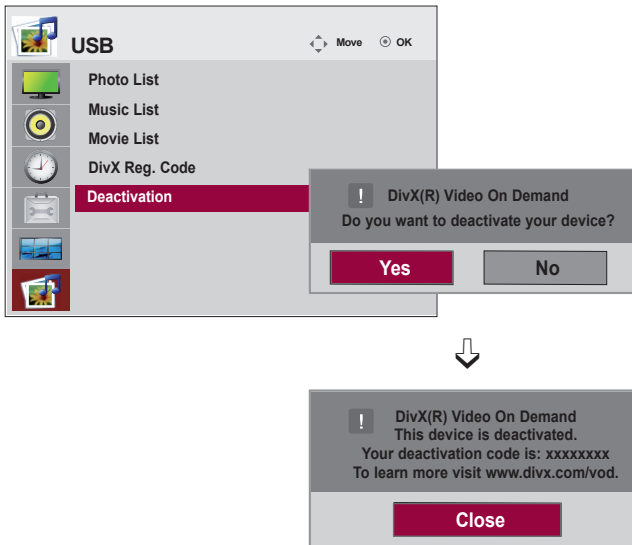 USB
Move
OK
Photo List
Music List
Movie List
DivX Reg. Code
Deactivation
! DivX(R) Video On Demand
Do you want to deactivate your device?
Yes No
! DivX(R) Video On Demand
This device is deactivated.
Your deactivation code is: xxxxxxxx
To learn more visit www.divx.com/vod.
Close